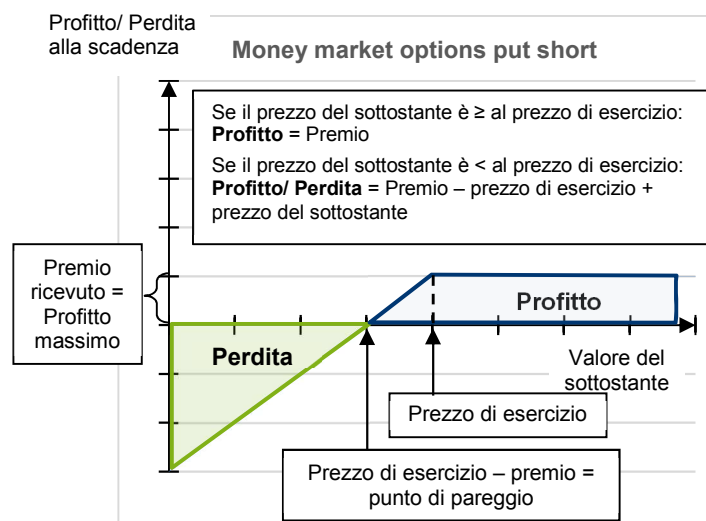 Profitto/ Perdita
alla scadenza
Money market options put short
Se il prezzo del sottostante è ≥ al prezzo di esercizio:
Profitto = Premio
Se il prezzo del sottostante è < al prezzo di esercizio:
Profitto/ Perdita = Premio – prezzo di esercizio +
prezzo del sottostante
Premio
ricevuto =
Profitto
massimo
Profitto
Perdita
Valore del
sottostante
Prezzo di esercizio
Prezzo di esercizio – premio =
punto di pareggio